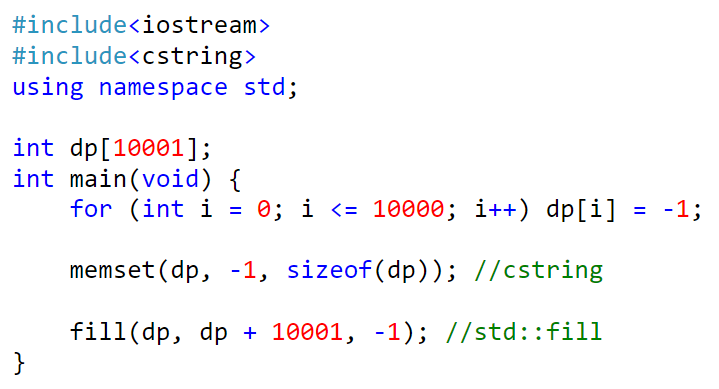 #include<iostream>
#include<cstring>
using namespace std;
int dp[10001];
int main(void) {
for (int i = 0; i <= 10000; i++) dp[i] = -1;
memset(dp, -1, sizeof(dp)); //cstring
fill(dp, dp + 10001, -1); //std::fill
}